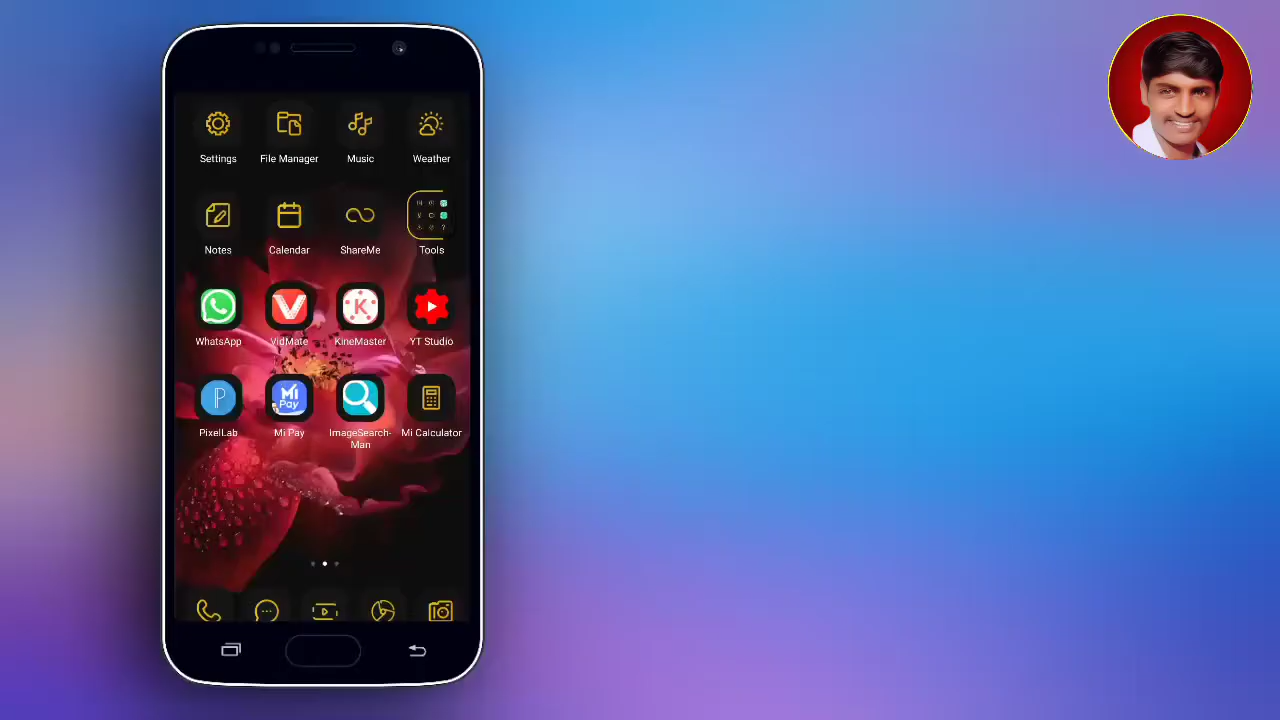 Settings
File Manager
Music
Weather
Notes
Calendar
ShareMe
Tools
WhatsApp
VidMate
KineMaster
YT Studio
PixelLab
Mi Pay
ImageSearch-
Man
Mi Calculator